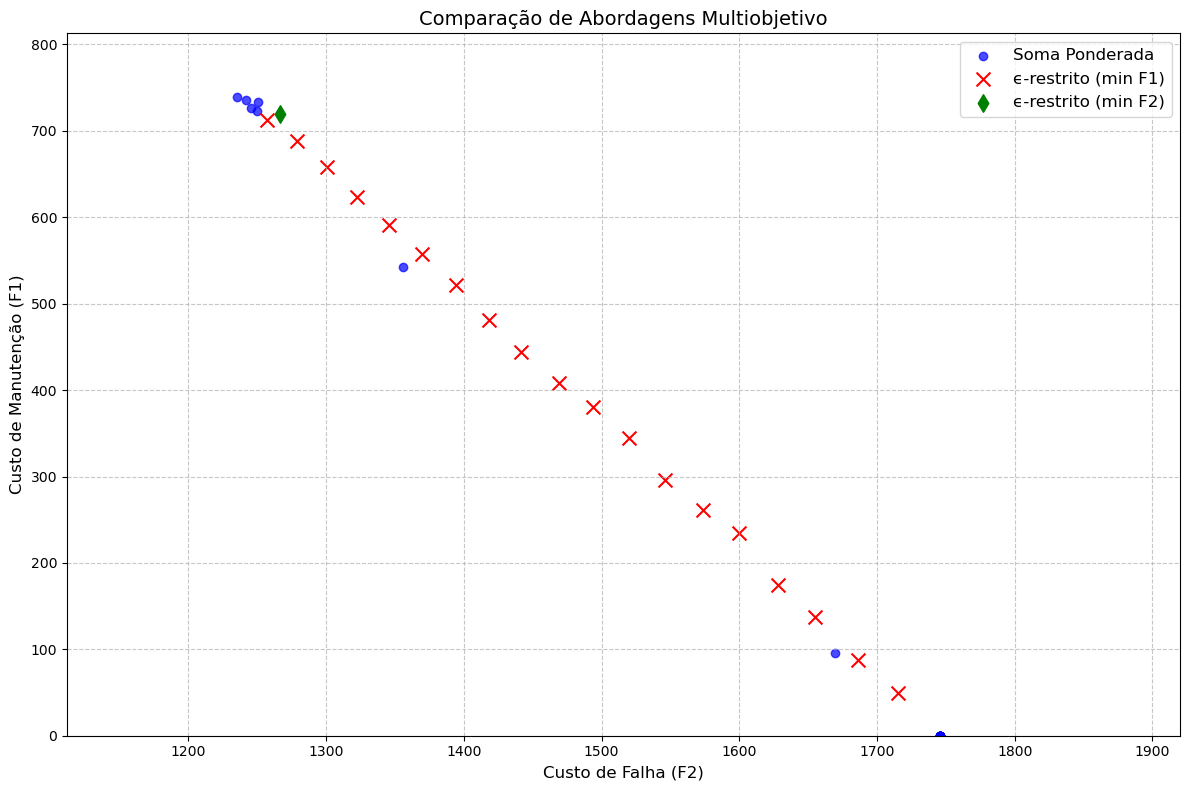 Comparação de Abordagens Multiobjetivo
Soma Ponderada
ϵ-restrito (min F1)
ϵ-restrito (min F2)
Custo de Manutenção (F1)
800
700
600
500
400
300
200
100
0
1200 1300 1400 1500 1600 1700 1800 1900
Custo de Falha (F2)